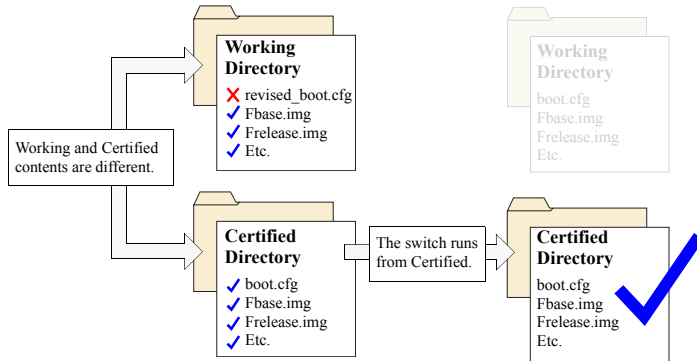 Working
Directory
revised_boot.cfg
Fbase.img
Frelease.img
Etc.
Working
Directory
boot.cfg
Fbase.img
Frelease.img
Etc.
Working and Certified
contents are different.
Certified
Directory
boot.cfg
Fbase.img
Frelease.img
Etc.
The switch runs
from Certified.
Certified
Directory
boot.cfg
Fbase.img
Frelease.img
Etc.